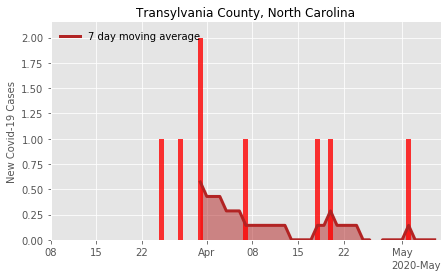 Transylvania County, North Carolina
7 day moving average
New Covid-19 Cases
2.00
1.75
1.50
1.25
1.00
0.75
0.50
0.25
0.00
08
15
22
Apr
08
15
22
May
2020-May